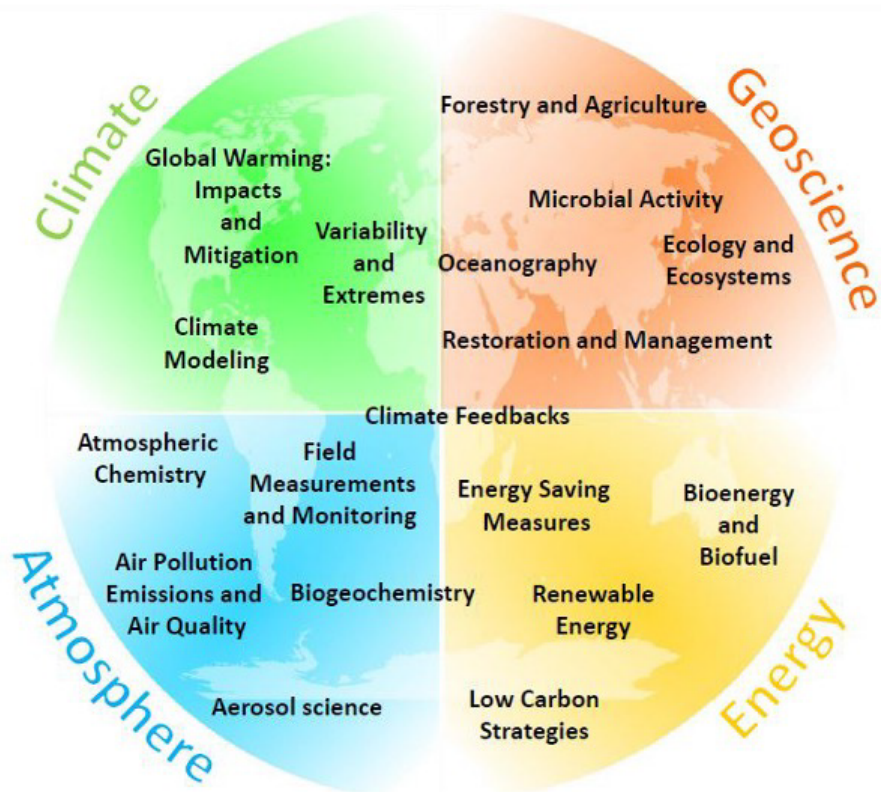 Climate
Global Warming:
Impacts
and
Mitigation
Variability
and
Extremes
Climate
Modeling
Geoscience
Forestry and Agriculture
Microbial Activity
Oceanography
Ecology and
Ecosystems
Restoration and Management
Climate Feedbacks
Atmosphere
Atmospheric
Chemistry
Field
Measurements
and Monitoring
Air Pollution
Emissions and
Air Quality
Biogeochemistry
Aerosol science
Energy
Energy Saving
Measures
Bioenergy
and
Biofuel
Renewable
Energy
Low Carbon
Strategies